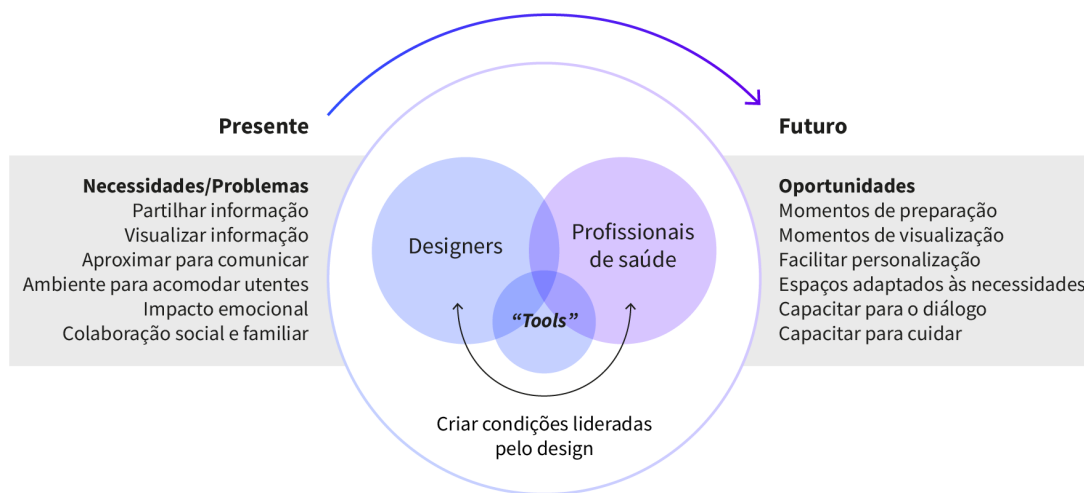 Presente
Necessidades/Problemas
Partilhar informação
Visualizar informação
Aproximar para comunicar
Ambiente para acomodar utentes
Impacto emocional
Colaboração social e familiar
Designers
Profissionais
de saúde
“Tools”
Criar condições lideradas
pelo design
Futuro
Oportunidades
Momentos de preparação
Momentos de visualização
Facilitar personalização
Espaços adaptados às necessidades
Capacitar para o diálogo
Capacitar para cuidar